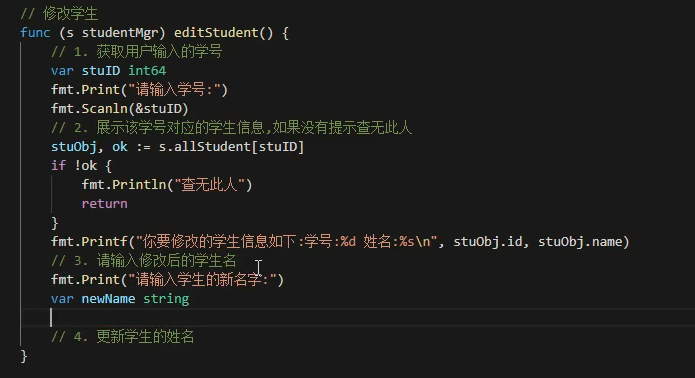 // 修改学生
func (s studentMgr) editStudent() {
// 1. 获取用户输入的学号
var stuID int64
fmt.Print("请输入学号:")
fmt.Scanln(&stuID)
// 2. 展示该学号对应的学生信息,如果没有提示查无此人
stuObj, ok := s.allStudent[stuID]
if !ok {
fmt.Println("查无此人")
return
}
fmt.Printf("你要修改的学生信息如下:学号:%d 姓名:%s\n", stuObj.id, stuObj.name)
// 3. 请输入修改后的学生名
fmt.Print("请输入学生的新名字:")
var newName string
// 4. 更新学生的姓名
}